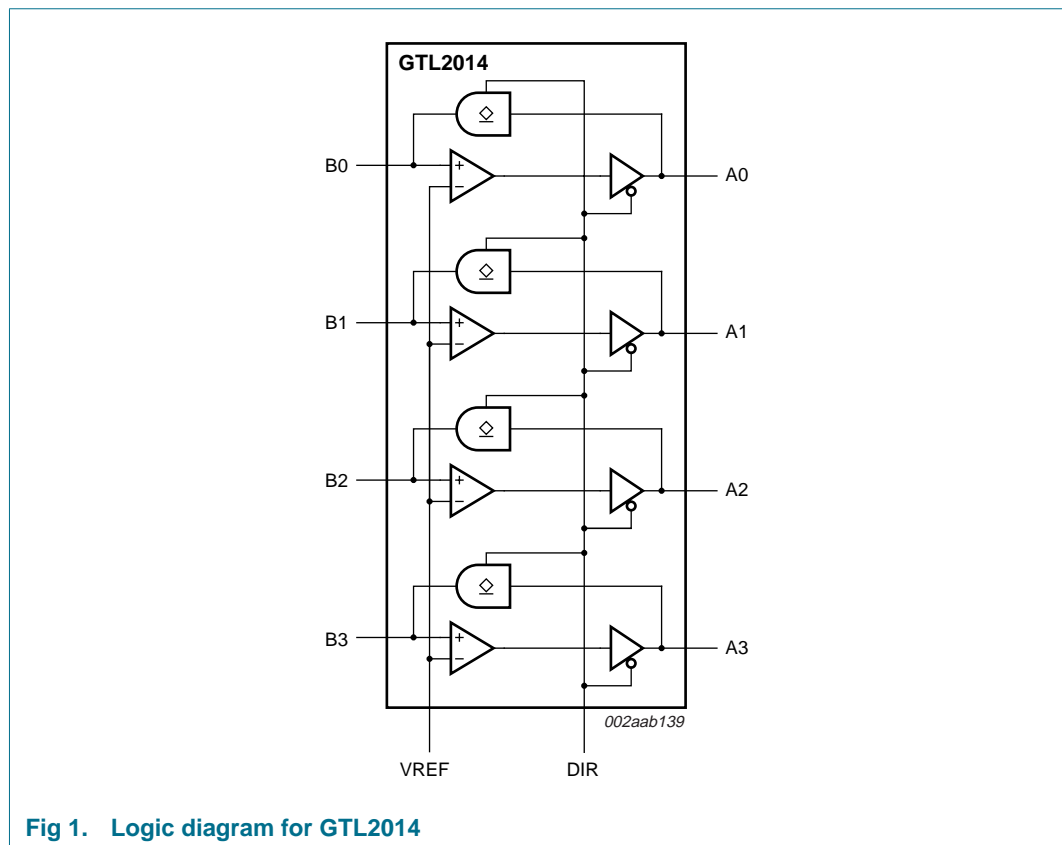 GTL2014
B0
+
−
A0
B1
+
−
A1
B2
+
−
A2
B3
+
−
A3
002aab139
VREF DIR
Fig 1. Logic diagram for GTL2014